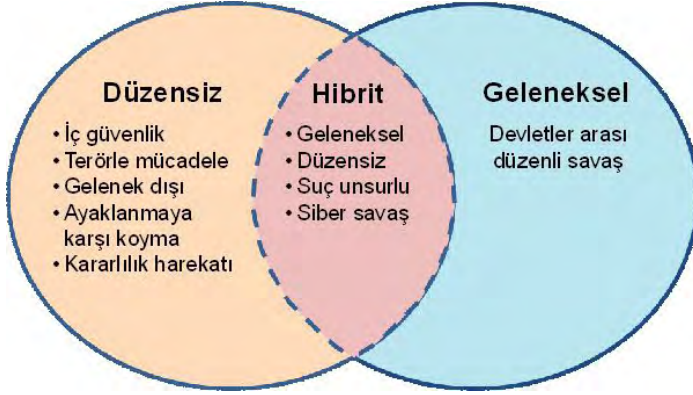 Düzensiz
• İç güvenlik
• Terörle mücadele
• Gelenek dışı
• Ayaklanmaya
karşı koyma
• Kararlılık harekatı
Hibrit
• Geleneksel
• Düzensiz
• Suç unsurlu
• Siber savaş
Geleneksel
Devletler arası
düzenli savaş